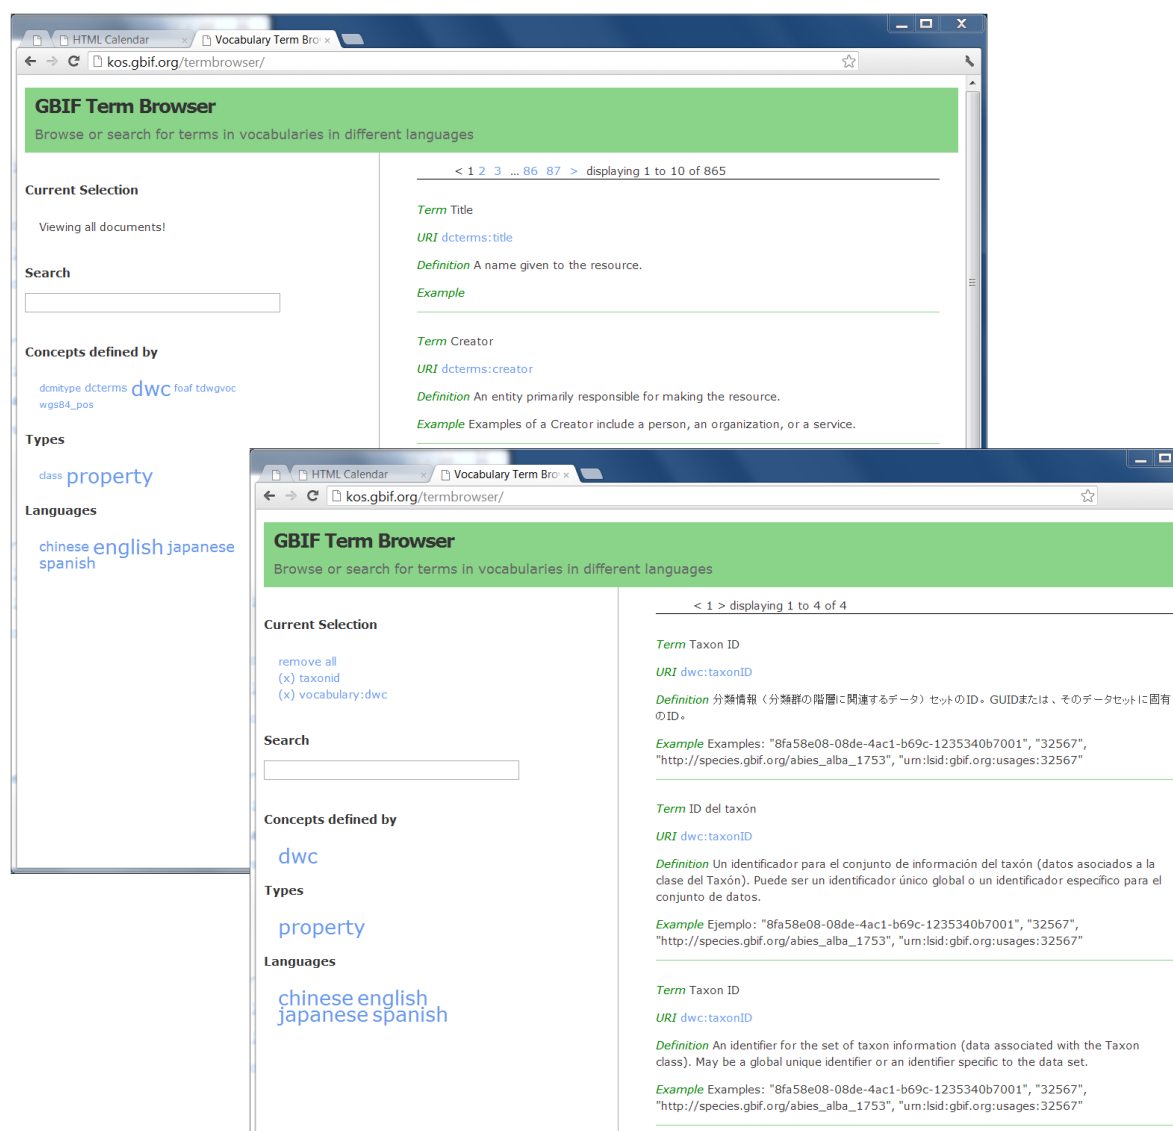 HTML Calendar
Vocabulary Term Bro
kos.gbif.org/termbrowser/
GBIF Term Browser
Browse or search for terms in vocabularies in different languages
Current Selection
Viewing all documents!
Search
Concepts defined by
dcmitype dcterms dwc foaf tdwgvoc
wgs84_pos
Types
class property
Languages
chinese english japanese
spanish
< 1 2 3 ... 86 87 > displaying 1 to 10 of 865
Term Title
URI dcterms:title
Definition A name given to the resource.
Example
Term Creator
URI dcterms:creator
Definition An entity primarily responsible for making the resource.
Example Examples of a Creator include a person, an organization, or a service.
HTML Calendar
Vocabulary Term Bro
kos.gbif.org/termbrowser/
GBIF Term Browser
Browse or search for terms in vocabularies in different languages
Current Selection
remove all
(x) taxonid
(x) vocabulary:dwc
Search
Concepts defined by
dwc
Types
property
Languages
chinese english
japanese spanish
< 1 > displaying 1 to 4 of 4
Term Taxon ID
URI dwc:taxonID
Definition 分類情報（分類群の階層に関連するデータ）セットのID。GUIDまたは、そのデータセットに固有
のID。
Example Examples: "8fa58e08-08de-4ac1-b69c-1235340b7001", "32567",
"http://species.gbif.org/abies_alba_1753", "urn:lsid:gbif.org:usages:32567"
Term ID del taxón
URI dwc:taxonID
Definition Un identificador para el conjunto de información del taxón (datos asociados a la
clase del Taxón). Puede ser un identificador único global o un identificador específico para el
conjunto de datos.
Example Ejemplo: "8fa58e08-08de-4ac1-b69c-1235340b7001", "32567",
"http://species.gbif.org/abies_alba_1753", "urn:lsid:gbif.org:usages:32567"
Term Taxon ID
URI dwc:taxonID
Definition An identifier for the set of taxon information (data associated with the Taxon
class). May be a global unique identifier or an identifier specific to the data set.
Example Examples: "8fa58e08-08de-4ac1-b69c-1235340b7001", "32567",
"http://species.gbif.org/abies_alba_1753", "urn:lsid:gbif.org:usages:32567"